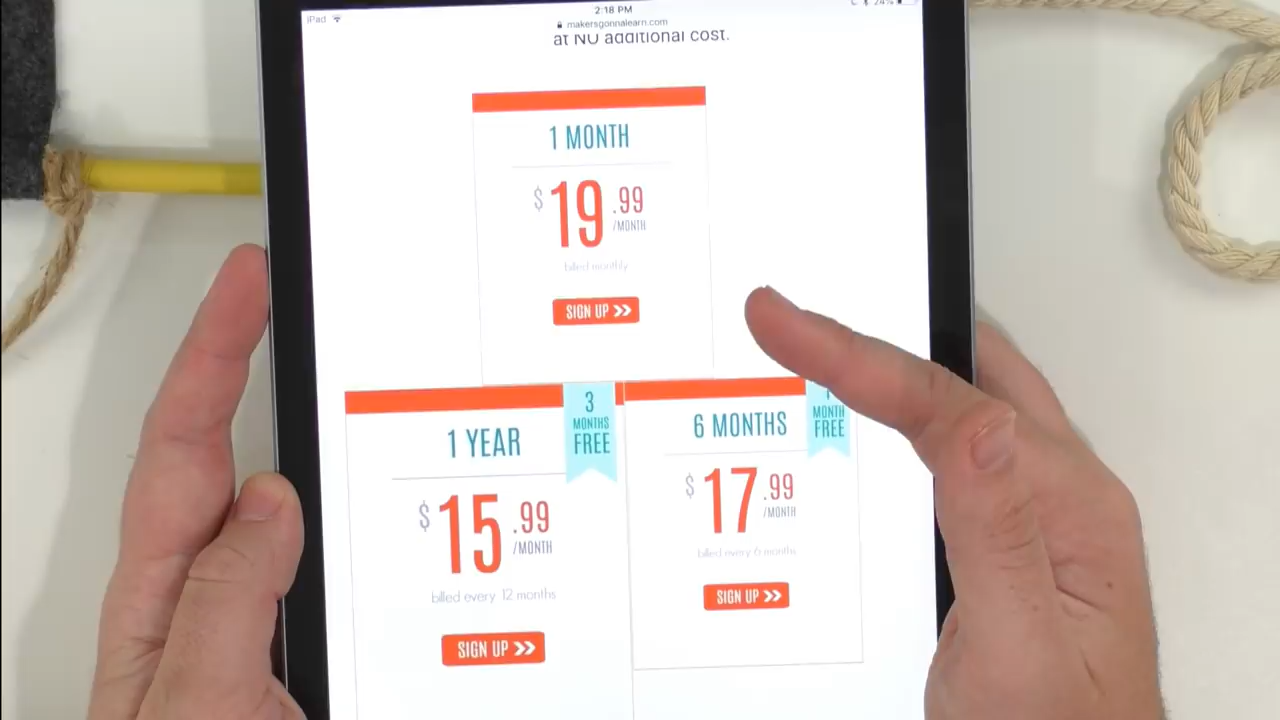 iPad
2:18 PM
24%
makersgonnalearn.com
at NO additional cost.
1 MONTH
$19.99
/MONTH
billed monthly
SIGN UP >>
1 YEAR
3
MONTHS
FREE
$15.99
/MONTH
billed every 12 months
SIGN UP >>
6 MONTHS
1
MONTH
FREE
$17.99
/MONTH
billed every 6 months
SIGN UP >>